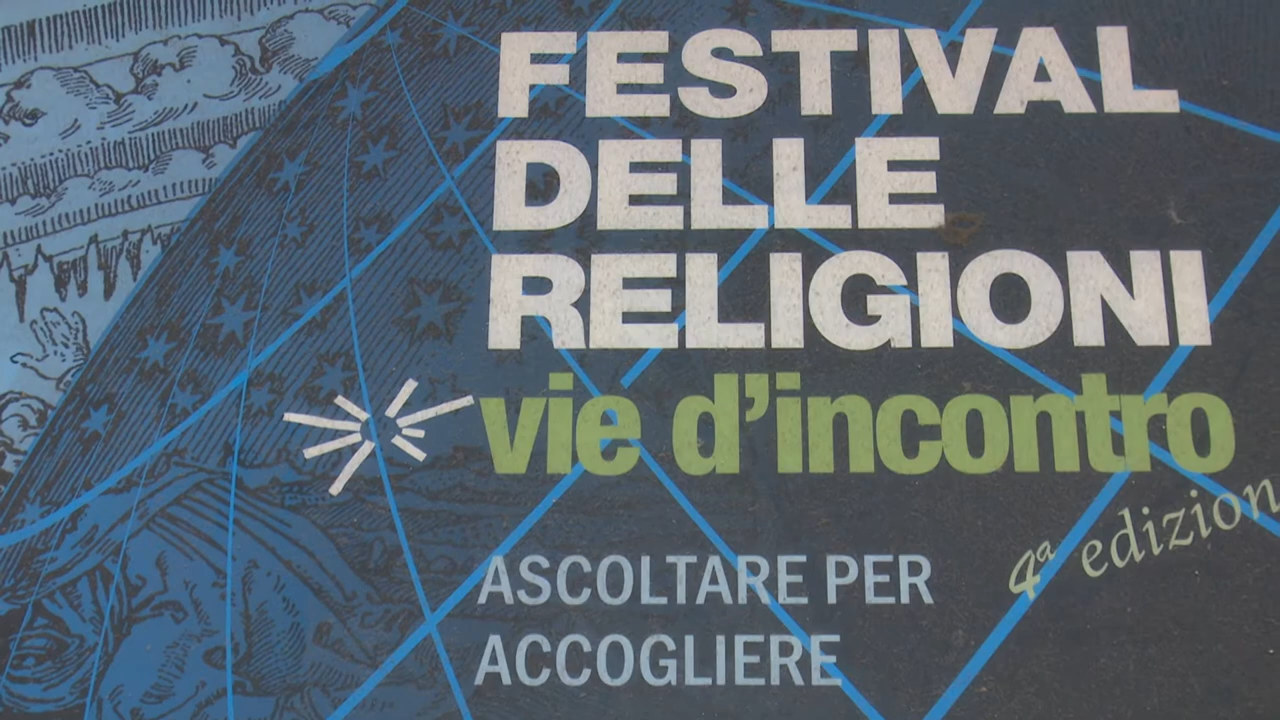 FESTIVAL
DELLE
RELIGIONI
vie d'incontro
4ª edizion
ASCOLTARE PER
ACCOGLIERE